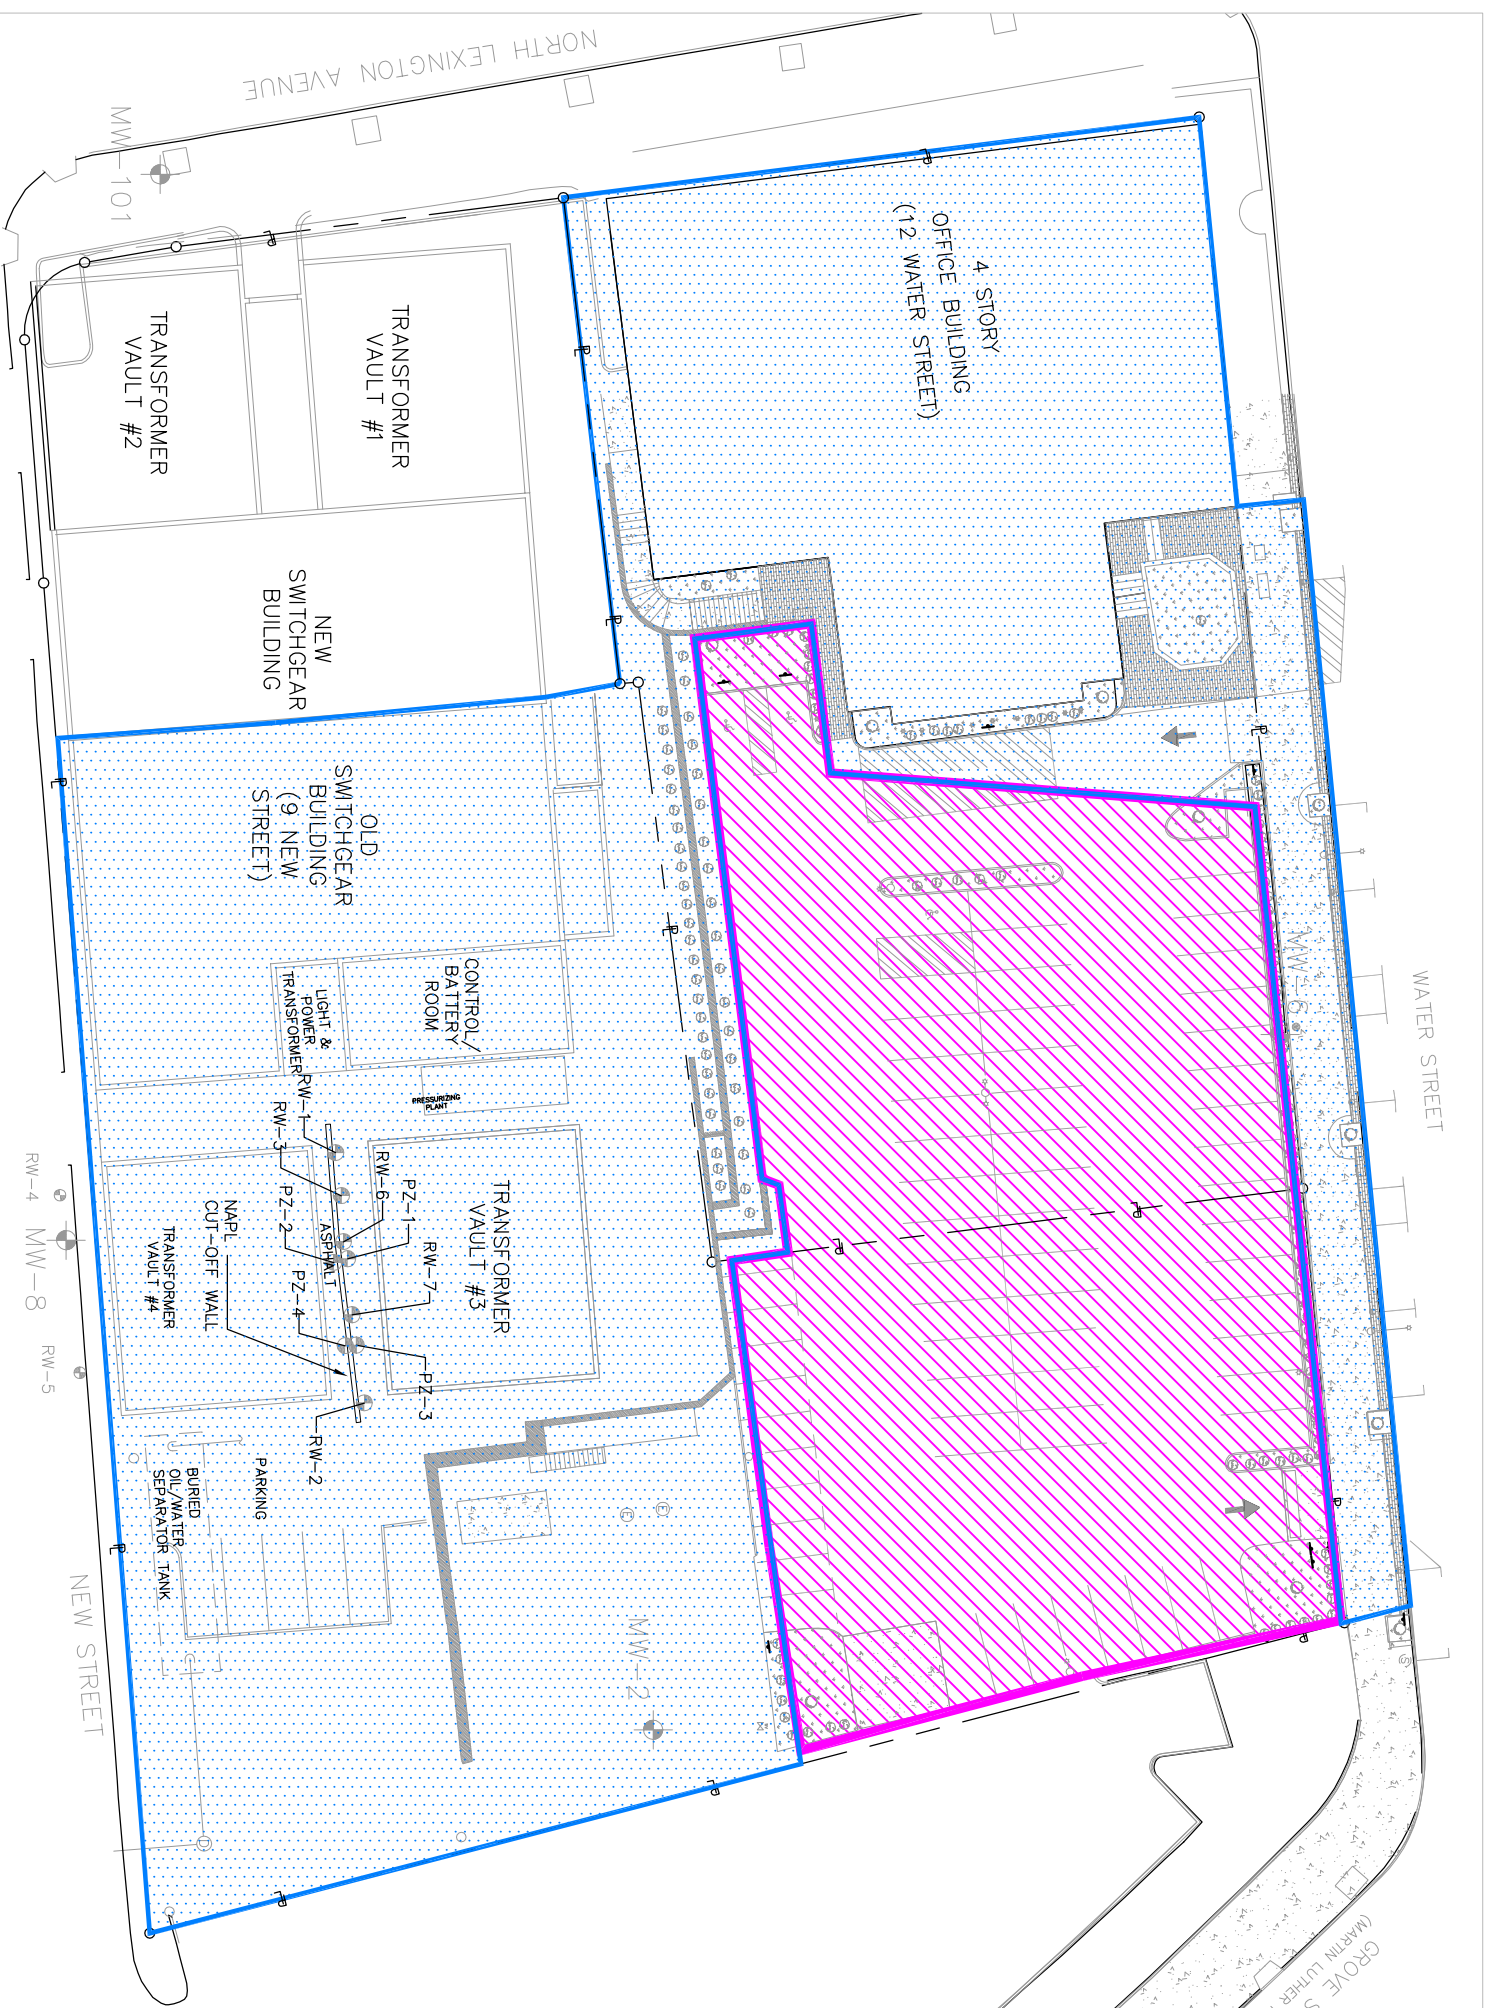 NORTH LEXINGTON AVENUE
MW-101
4 STORY
OFFICE BUILDING
(12 WATER STREET)
TRANSFORMER
VAULT #1
TRANSFORMER
VAULT #2
NEW
SWITCHGEAR
BUILDING
OLD
SWITCHGEAR
BUILDING
(9 NEW
STREET)
CONTROL/
BATTERY
ROOM
LIGHT &
POWER
TRANSFORMER
PRESSURIZING
PLANT
RW-1
RW-3
RW-6
PZ-1
PZ-2
RW-7
PZ-4
PZ-3
RW-2
ASPHALT
NAPL
CUT-OFF WALL
TRANSFORMER
VAULT #3
TRANSFORMER
VAULT #4
RW-4
MW-8
RW-5
PARKING
BURIED
OIL/WATER
SEPARATOR TANK
NEW STREET
MW-2
MW-6
WATER STREET
GROVE S
(MARTIN LUTHER